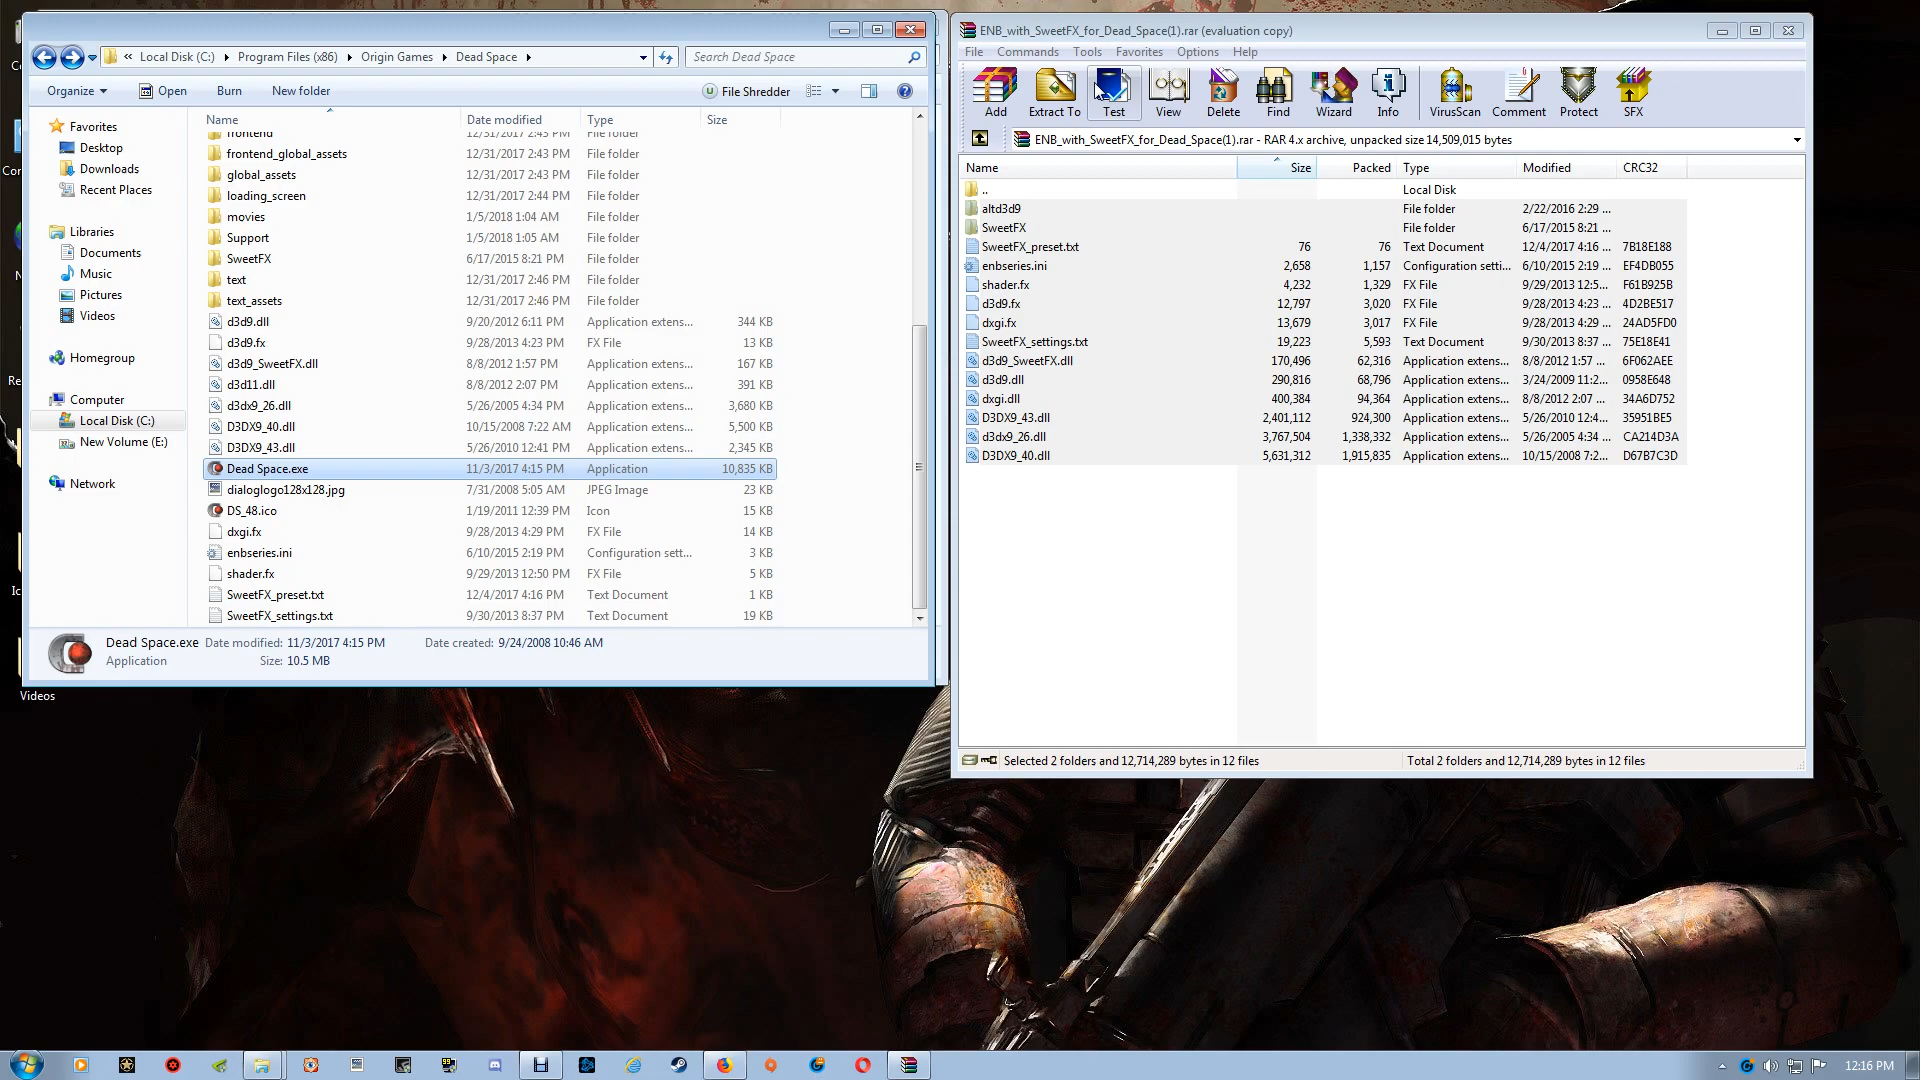 « Local Disk (C:) Program Files (x86) Origin Games Dead Space
Search Dead Space
Organize Open Burn New folder File Shredder
Favorites
Desktop
Downloads
Recent Places
Libraries
Documents
Music
Pictures
Videos
Homegroup
Computer
Local Disk (C:)
New Volume (E:)
Network
Name Date modified Type Size
frontend 12/31/2017 2:43 PM File folder
frontend_global_assets 12/31/2017 2:43 PM File folder
global_assets 12/31/2017 2:43 PM File folder
loading_screen 12/31/2017 2:44 PM File folder
movies 1/5/2018 1:04 AM File folder
Support 1/5/2018 1:05 AM File folder
SweetFX 6/17/2015 8:21 PM File folder
text 12/31/2017 2:46 PM File folder
text_assets 12/31/2017 2:46 PM File folder
d3d9.dll 9/20/2012 6:11 PM Application extens... 344 KB
d3d9.fx 9/28/2013 4:23 PM FX File 13 KB
d3d9_SweetFX.dll 8/8/2012 1:57 PM Application extens... 167 KB
d3d11.dll 8/8/2012 2:07 PM Application extens... 391 KB
d3dx9_26.dll 5/26/2005 4:34 PM Application extens... 3,680 KB
D3DX9_40.dll 10/15/2008 7:22 AM Application extens... 5,500 KB
D3DX9_43.dll 5/26/2010 12:41 PM Application extens... 2,345 KB
Dead Space.exe 11/3/2017 4:15 PM Application 10,835 KB
dialoglogo128x128.jpg 7/31/2008 5:05 AM JPEG Image 23 KB
DS_48.ico 1/19/2011 12:39 PM Icon 15 KB
dxgi.fx 9/28/2013 4:29 PM FX File 14 KB
enbseries.ini 6/10/2015 2:19 PM Configuration sett... 3 KB
shader.fx 9/29/2013 12:50 PM FX File 5 KB
SweetFX_preset.txt 12/4/2017 4:16 PM Text Document 1 KB
SweetFX_settings.txt 9/30/2013 8:37 PM Text Document 19 KB
Dead Space.exe Date modified: 11/3/2017 4:15 PM Date created: 9/24/2008 10:46 AM
Application Size: 10.5 MB
Videos
ENB_with_SweetFX_for_Dead_Space(1).rar (evaluation copy)
File Commands Tools Favorites Options Help
Add Extract To Test View Delete Find Wizard Info VirusScan Comment Protect SFX
ENB_with_SweetFX_for_Dead_Space(1).rar - RAR 4.x archive, unpacked size 14,509,015 bytes
Name Size Packed Type Modified CRC32
.. Local Disk
altd3d9 File folder 2/22/2016 2:29 ...
SweetFX File folder 6/17/2015 8:21 ...
SweetFX_preset.txt 76 76 Text Document 12/4/2017 4:16 ... 7B18E188
enbseries.ini 2,658 1,157 Configuration setti... 6/10/2015 2:19 ... EF4DB055
shader.fx 4,232 1,329 FX File 9/29/2013 12:5... F61B925B
d3d9.fx 12,797 3,020 FX File 9/28/2013 4:23 ... 4D2BE517
dxgi.fx 13,679 3,017 FX File 9/28/2013 4:29 ... 24AD5FD0
SweetFX_settings.txt 19,223 5,593 Text Document 9/30/2013 8:37 ... 75E18E41
d3d9_SweetFX.dll 170,496 62,316 Application extens... 8/8/2012 1:57 ... 6F062AEE
d3d9.dll 290,816 68,796 Application extens... 3/24/2009 11:2... 0958E648
dxgi.dll 400,384 94,364 Application extens... 8/8/2012 2:07 ... 34A6D752
D3DX9_43.dll 2,401,112 924,300 Application extens... 5/26/2010 12:4... 35951BE5
d3dx9_26.dll 3,767,504 1,338,332 Application extens... 5/26/2005 4:34 ... CA214D3A
D3DX9_40.dll 5,631,312 1,915,835 Application extens... 10/15/2008 7:2... D67B7C3D
Selected 2 folders and 12,714,289 bytes in 12 files
Total 2 folders and 12,714,289 bytes in 12 files
12:16 PM